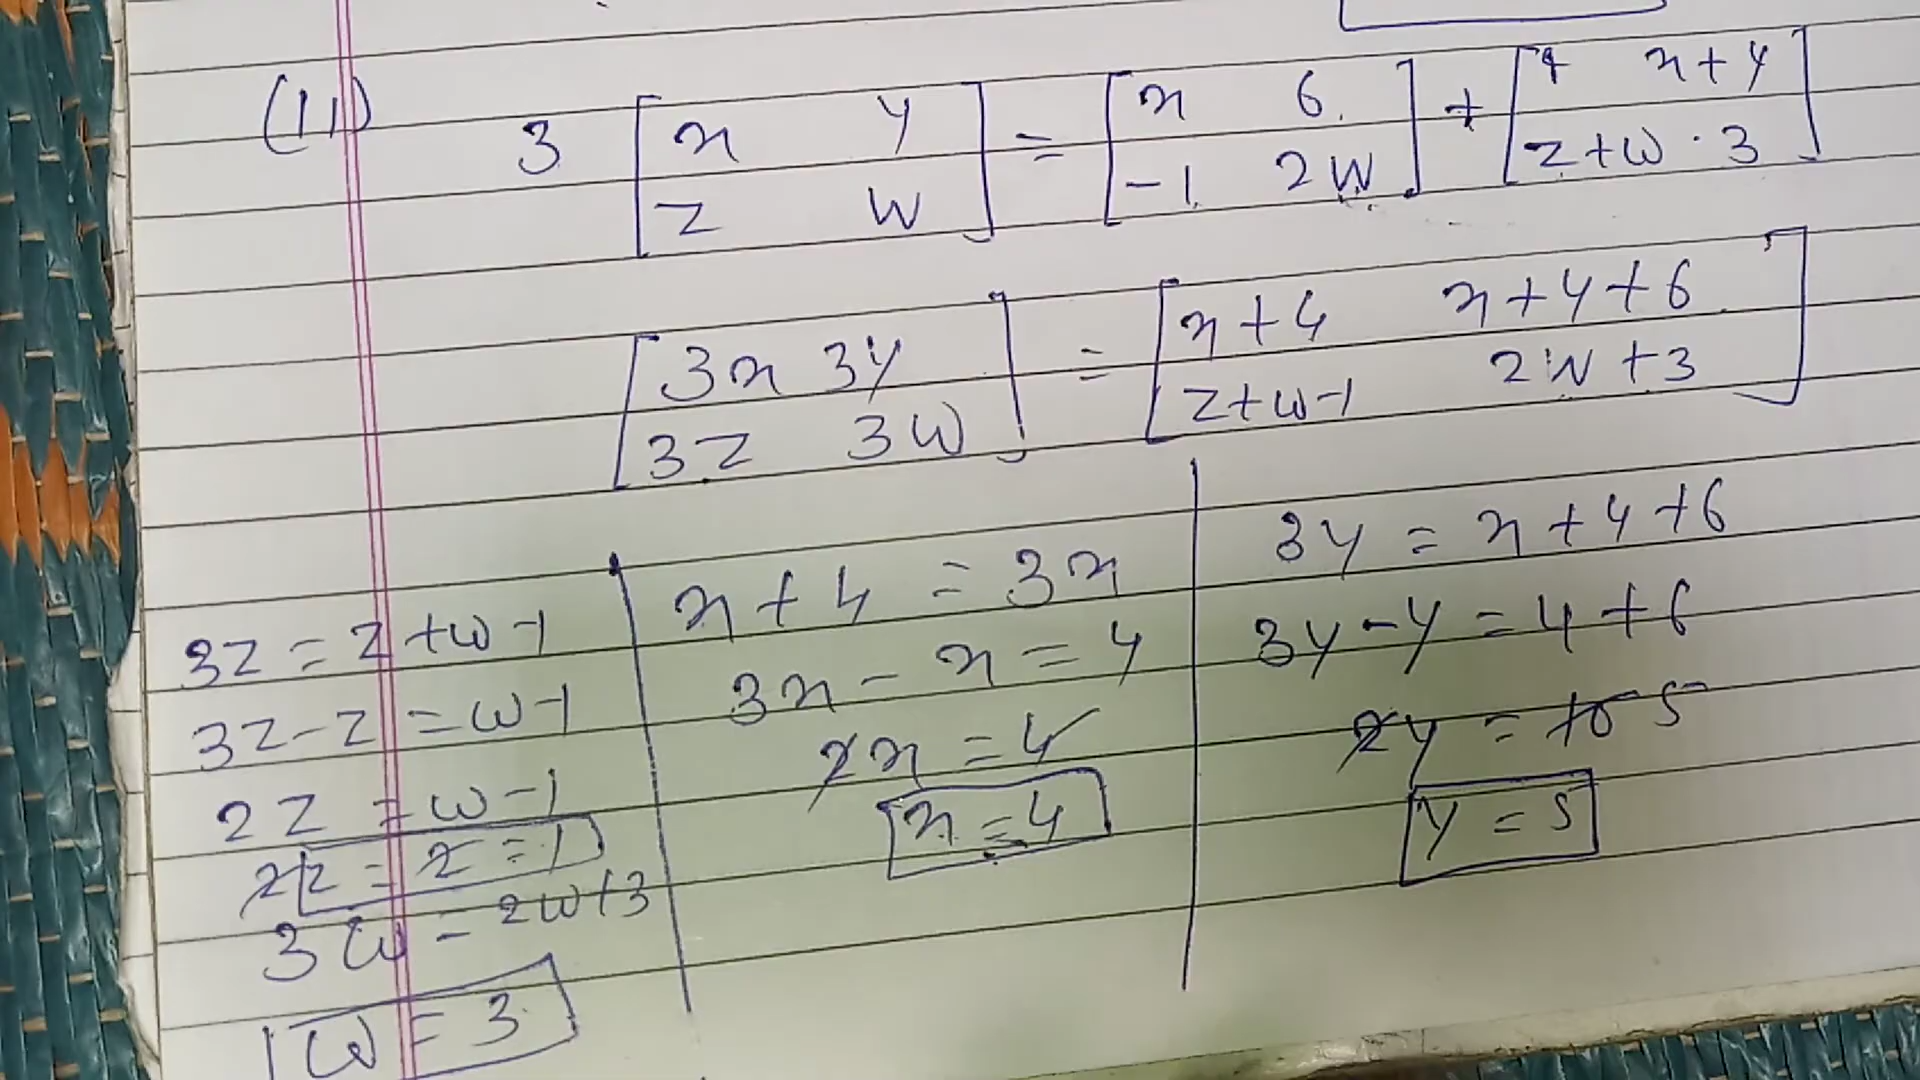 (11) 3 [x y z w] = [x 6 -1 2w] + [4 x+y z+w 3]
[3x 3y 3z 3w] = [x+4 x+y+6 z+w-1 2w+3]
3z = z+w-1
3z-z = w-1
2z = w-1
2z = 2 = 1
3w = 2w+3
w = 3
x+4 = 3x
3x-x = 4
2x = 4
x = 4
3y = x+4+6
3y-y = 4+6
2y = 10 5
y = 5